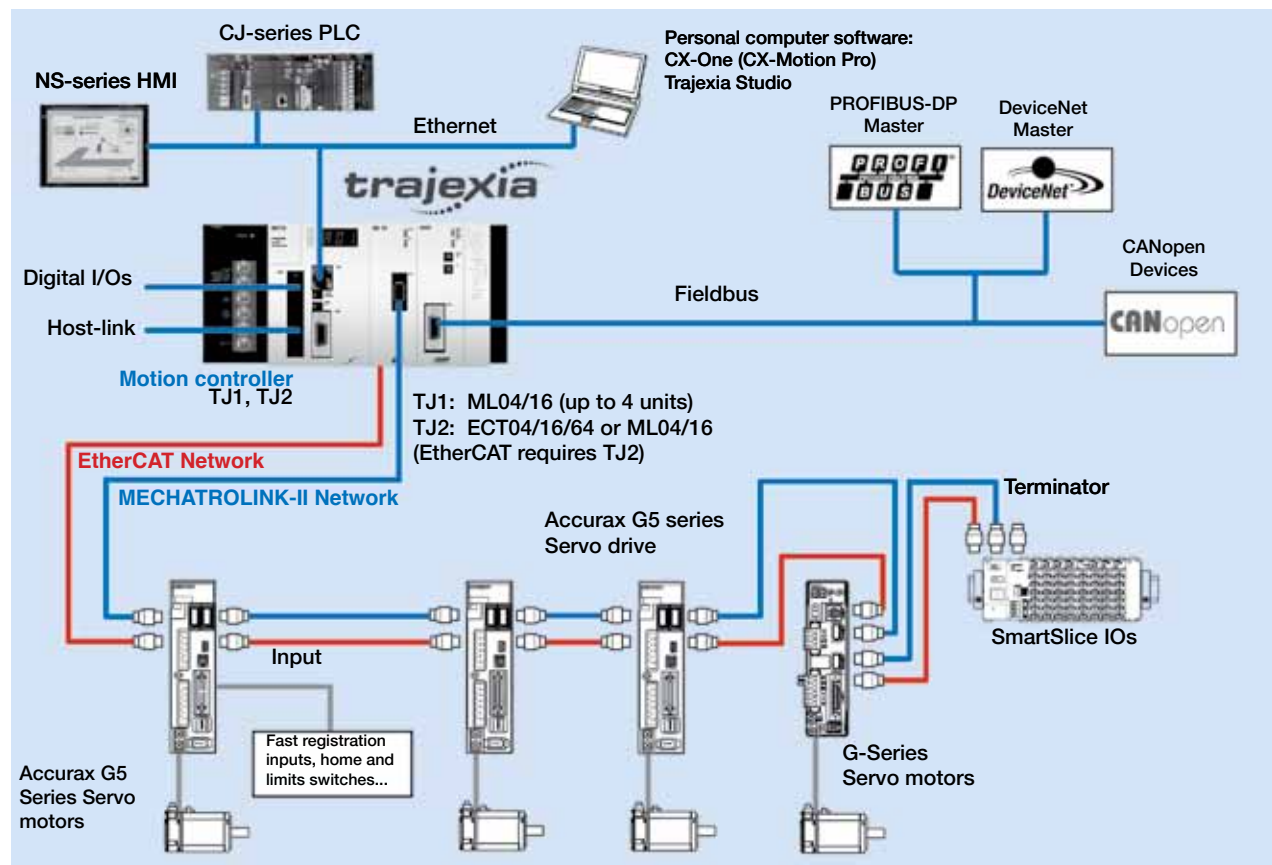 CJ-series PLC
NS-series HMI
Personal computer software:
CX-One (CX-Motion Pro)
Trajexia Studio
Ethernet
PROFIBUS-DP
Master
DeviceNet
Master
PROFI
BUS
DeviceNet
trajexia
Digital I/Os
Host-link
Fieldbus
CANopen
Devices
CANopen
Motion controller
TJ1, TJ2
TJ1: ML04/16 (up to 4 units)
TJ2: ECT04/16/64 or ML04/16
(EtherCAT requires TJ2)
EtherCAT Network
MECHATROLINK-II Network
Terminator
Accurax G5 series
Servo drive
SmartSlice IOs
Input
Fast registration
inputs, home and
limits switches...
G-Series
Servo motors
Accurax G5
Series Servo
motors